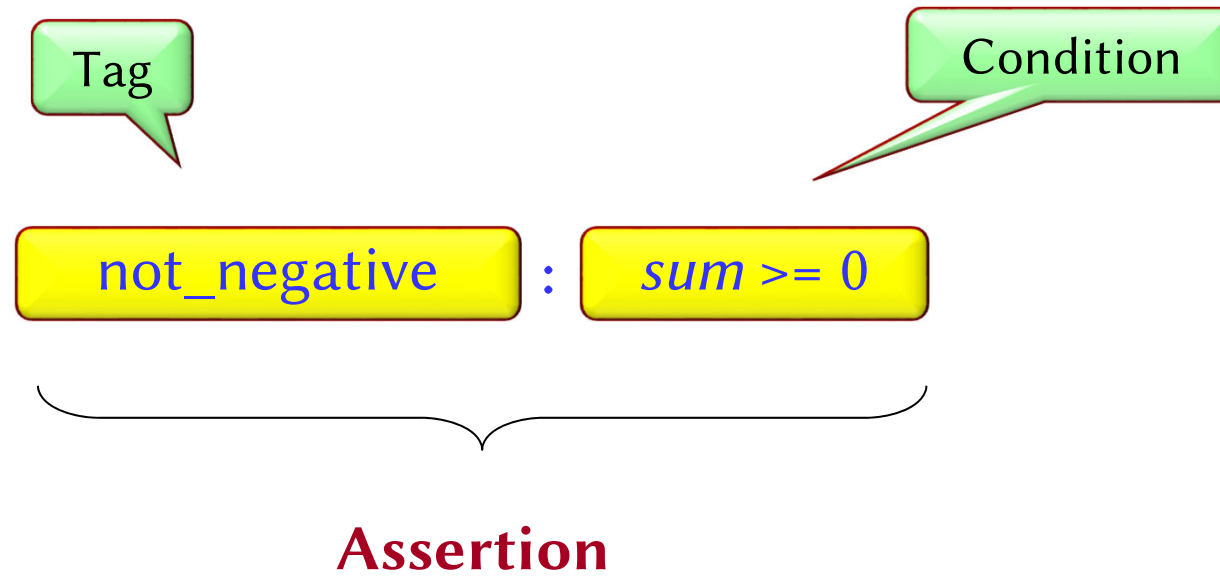 Tag
Condition
not_negative : sum >= 0
Assertion